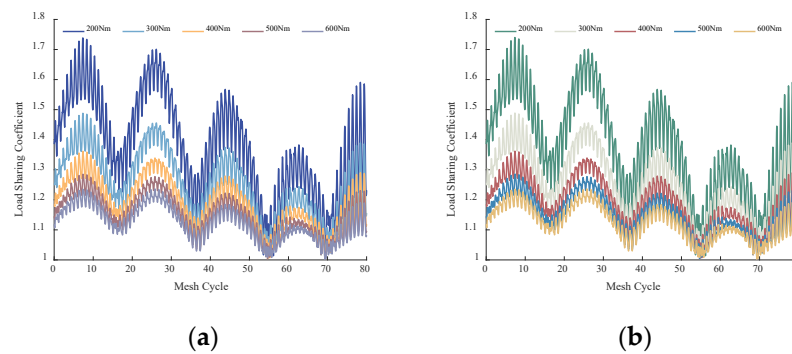 1.8
200Nm 300Nm 400Nm 500Nm 600Nm
1.7
1.6
1.5
1.4
1.3
1.2
1.1
1
Load Sharing Coefficient
0 10 20 30 40 50 60 70 80
Mesh Cycle
(a)
1.8
200Nm 300Nm 400Nm 500Nm 600Nm
1.7
1.6
1.5
1.4
1.3
1.2
1.1
1
Load Sharing Coefficient
0 10 20 30 40 50 60 70
Mesh Cycle
(b)